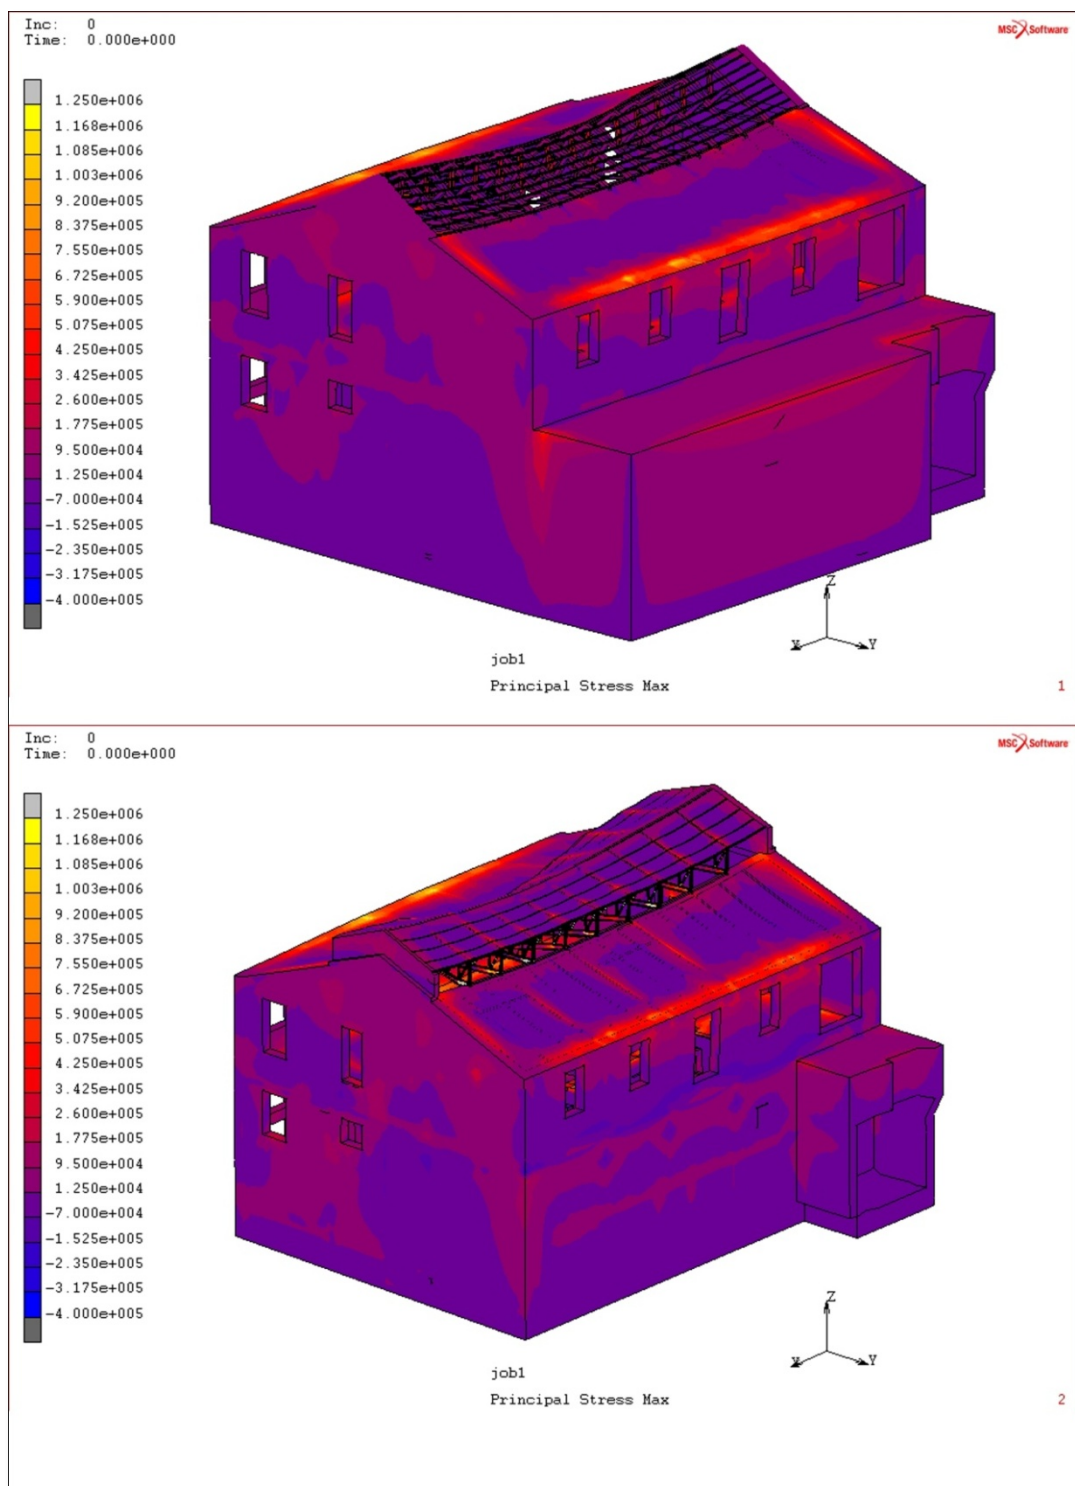 Inc: 0
Time: 0.000e+000
MSC Software
1.250e+006
1.168e+006
1.085e+006
1.003e+006
9.200e+005
8.375e+005
7.550e+005
6.725e+005
5.900e+005
5.075e+005
4.250e+005
3.425e+005
2.600e+005
1.775e+005
9.500e+004
1.250e+004
-7.000e+004
-1.525e+005
-2.350e+005
-3.175e+005
-4.000e+005
Z
X
Y
job1
Principal Stress Max
1
Inc: 0
Time: 0.000e+000
MSC Software
1.250e+006
1.168e+006
1.085e+006
1.003e+006
9.200e+005
8.375e+005
7.550e+005
6.725e+005
5.900e+005
5.075e+005
4.250e+005
3.425e+005
2.600e+005
1.775e+005
9.500e+004
1.250e+004
-7.000e+004
-1.525e+005
-2.350e+005
-3.175e+005
-4.000e+005
Z
X
Y
job1
Principal Stress Max
2